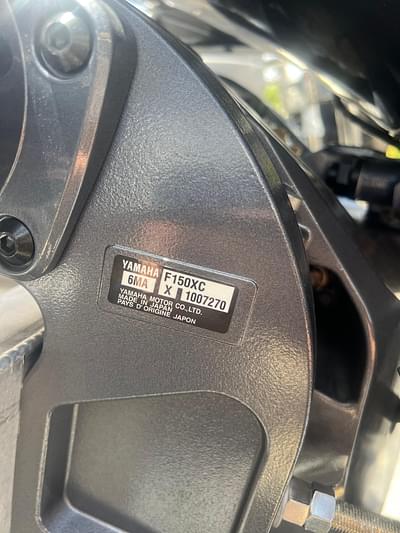 YAMAHA F150XC
6MA X 1007270
YAMAHA MOTOR CO.,LTD.
MADE IN JAPAN
PAYS D'ORIGINE JAPON